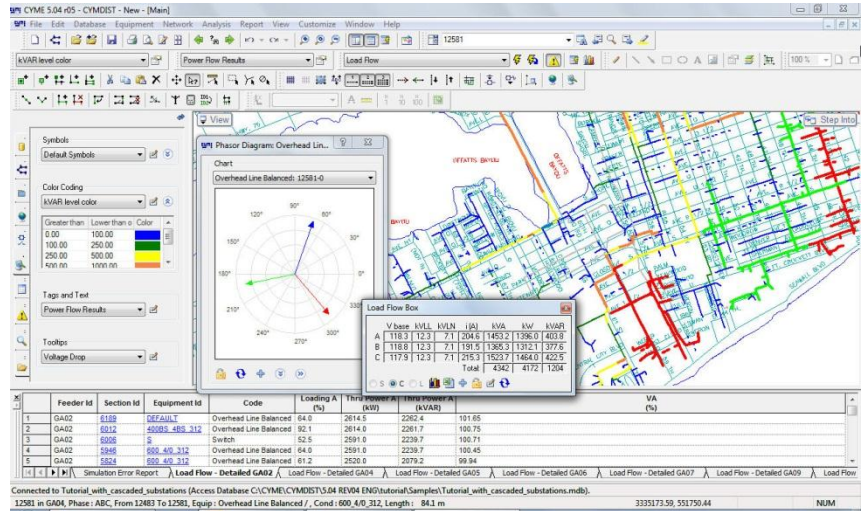 CYME 5.04 r05 - CYMDIST - New - [Main]
File Edit Database Equipment Network Analysis Report View Customize Window Help
12581
kVAR level color Power Flow Results Load Flow 100 %
View
Step Into
Symbols
Default Symbols
Color Coding
kVAR level color
Greater than Lower than o Color
0.00 100.00
100.00 250.00
250.00 500.00
500.00 1000.00
Tags and Text
Power Flow Results
Tooltips
Voltage Drop
Phasor Diagram: Overhead Lin...
Chart
Overhead Line Balanced: 12581-0
90°
120° 60°
150° 30°
180° 0°
210° 330°
240° 300°
270°
OFFATTS BAYOU
OFFATTS BAYOU
BAYOU
SEAWALL BLVD
Load Flow Box
V base kVLL kVLN i(A) kVA kW kVAR
A 118.3 12.3 7.1 204.6 1453.2 1396.0 403.8
B 118.8 12.3 7.1 191.5 1365.3 1312.1 377.6
C 117.9 12.3 7.1 215.3 1523.7 1464.0 422.5
Total: 4342 4172 1204
S C L
Feeder Id Section Id Equipment Id Code Loading A (%) Thru Power A (kW) Thru Power A (kVAR) VA (%)
1 GA02 6189 DEFAULT Overhead Line Balanced 64.0 2614.5 2262.4 101.65
2 GA02 6012 400BS_4BS_312 Overhead Line Balanced 92.1 2614.4 2261.7 100.75
3 GA02 6006 S Switch 52.5 2591.0 2239.7 100.71
4 GA02 5946 600_4/0_312 Overhead Line Balanced 64.0 2591.0 2239.7 100.45
5 GA02 5824 600_4/0_312 Overhead Line Balanced 61.2 2520.0 2079.2 99.94
Simulation Error Report Load Flow - Detailed GA02 Load Flow - Detailed GA04 Load Flow - Detailed GA05 Load Flow - Detailed GA06 Load Flow - Detailed GA07 Load Flow - Detailed GA09 Load Flow
Connected to Tutorial_with_cascaded_substations (Access Database C:\CYME\CYMDIST\5.04 REV04 ENG\tutorial\Samples\Tutorial_with_cascaded_substations.mdb).
12581 in GA04, Phase : ABC, From 12483 To 12581, Equip : Overhead Line Balanced / , Cond : 600_4/0_312, Length : 84.1 m 3335173.59, 551750.44 NUM